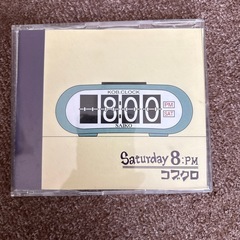 KOB.CLOCK
8:00
PM
SAT
SAIKO
Saturday 8:PM
コブクロ